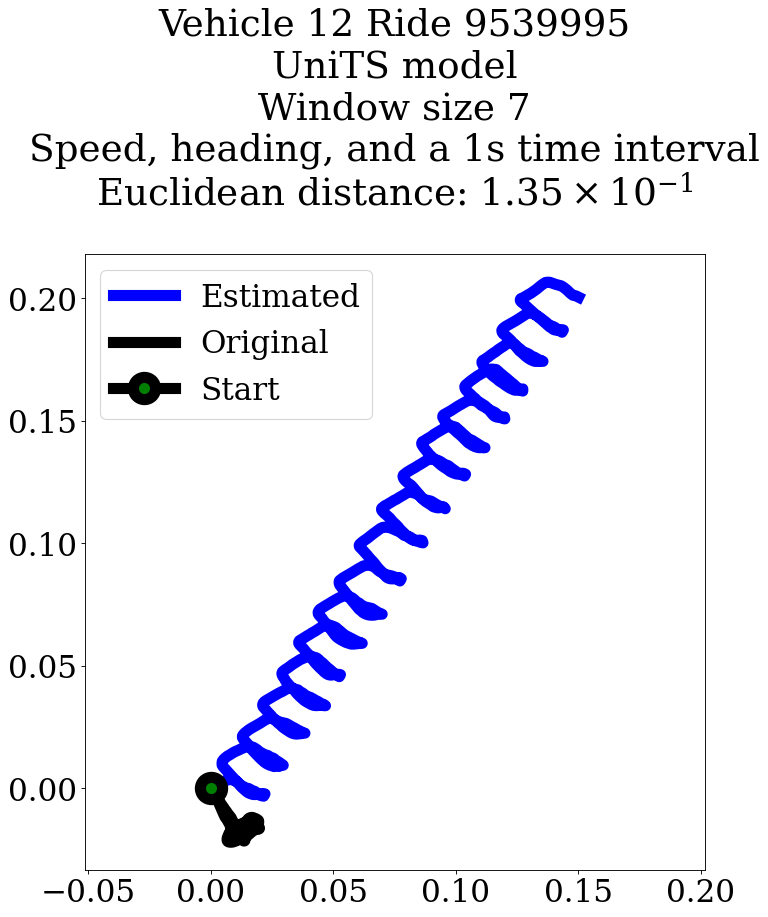 Vehicle 12 Ride 9539995
UniTS model
Window size 7
Speed, heading, and a 1s time interval
Euclidean distance: 1.35 × 10⁻¹
Estimated
Original
Start
0.20
0.15
0.10
0.05
0.00
−0.05 0.00 0.05 0.10 0.15 0.20